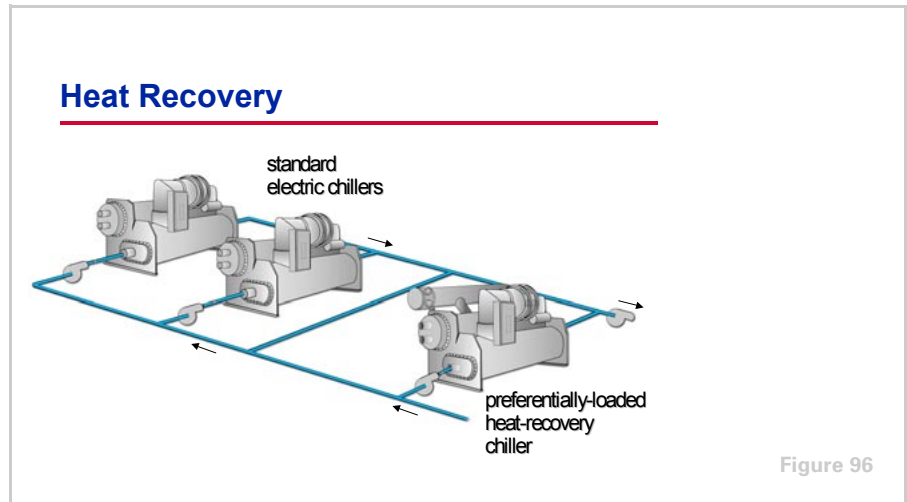 Heat Recovery
standard
electric chillers
preferentially-loaded
heat-recovery
chiller
Figure 96